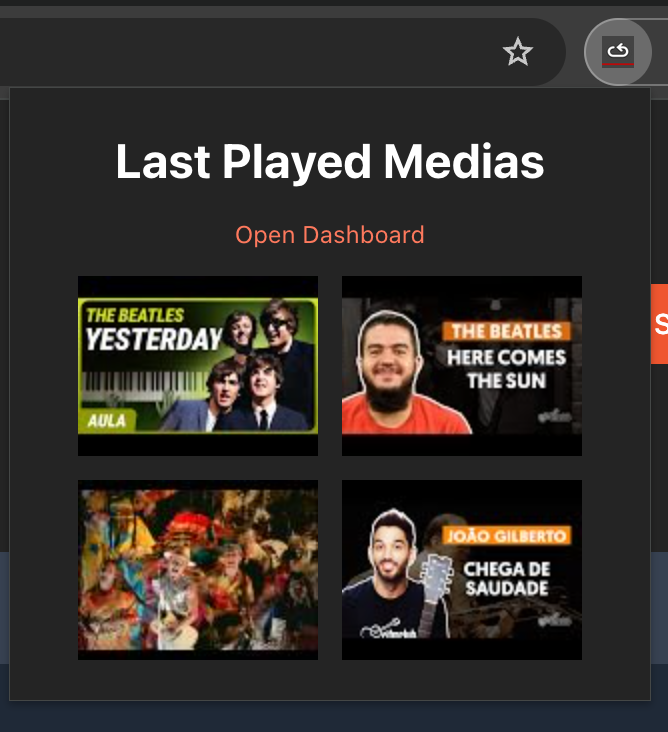 Last Played Medias
Open Dashboard
THE BEATLES
YESTERDAY
AULA
THE BEATLES
HERE COMES
THE SUN
JOÃO GILBERTO
CHEGA DE
SAUDADE
S